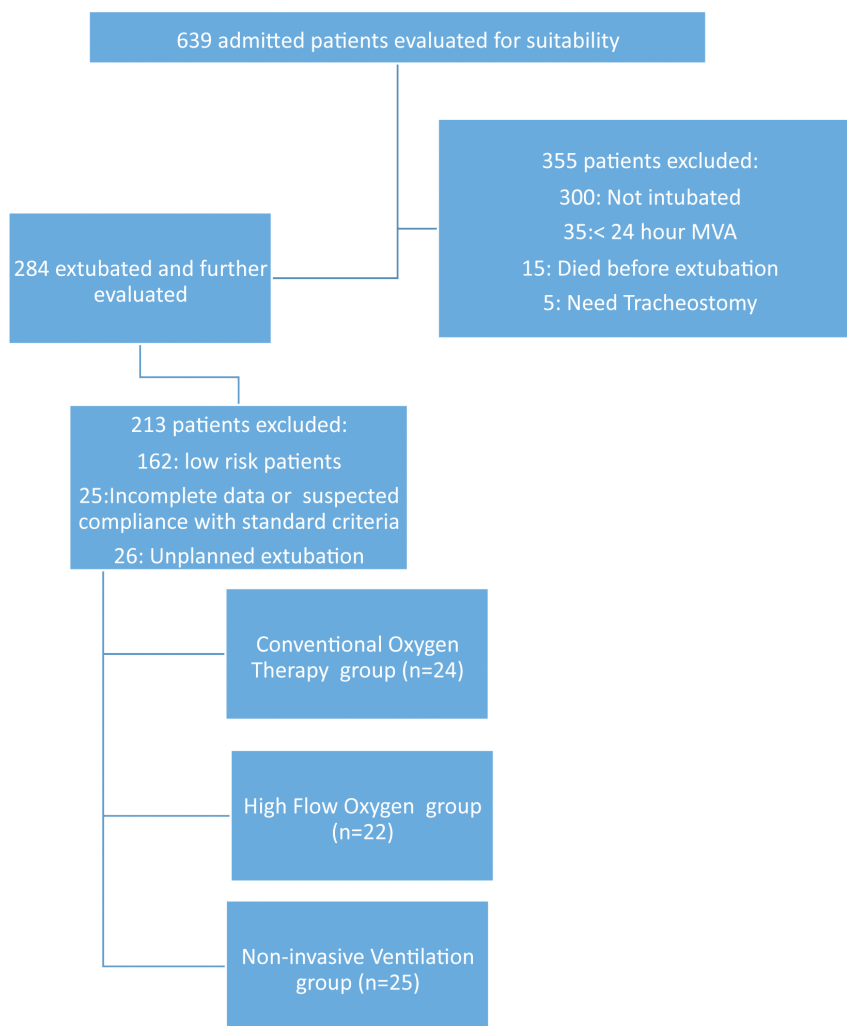 639 admitted patients evaluated for suitability
355 patients excluded:
300: Not intubated
35:< 24 hour MVA
15: Died before extubation
5: Need Tracheostomy
284 extubated and further
evaluated
213 patients excluded:
162: low risk patients
25:Incomplete data or suspected
compliance with standard criteria
26: Unplanned extubation
Conventional Oxygen
Therapy group (n=24)
High Flow Oxygen group
(n=22)
Non-invasive Ventilation
group (n=25)